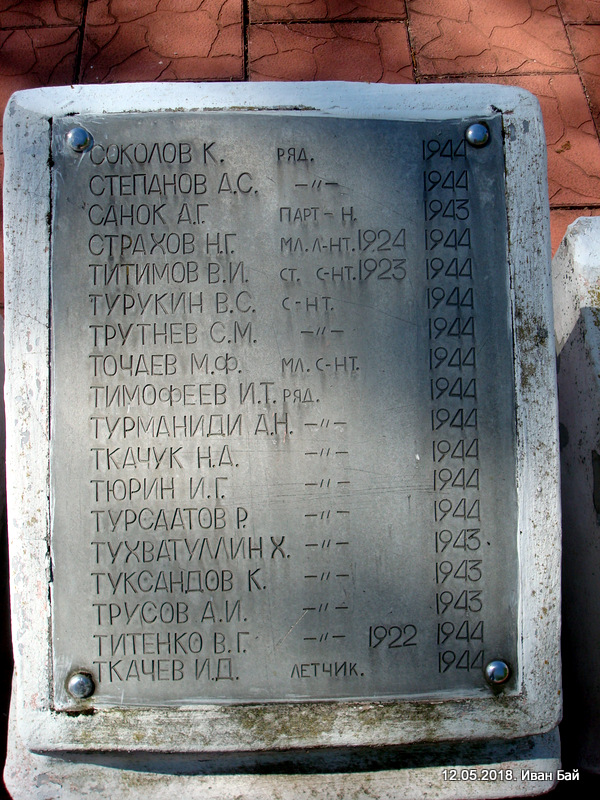 СОКОЛОВ К. РЯД. 1944
СТЕПАНОВ А.С. –〃– 1944
САНОК А.Г. ПАРТ-Н. 1943
СТРАХОВ Н.Г. МЛ. Л-НТ. 1924 1944
ТИТИМОВ В.И. СТ. С-НТ. 1923 1944
ТУРУКИН В.С. С-НТ. 1944
ТРУТНЕВ С.М. –〃– 1944
ТОЧАЕВ М.Ф. МЛ. С-НТ. 1944
ТИМОФЕЕВ И.Т. РЯД. 1944
ТУРМАНИДИ А.Н. –〃– 1944
ТКАЧУК Н.Д. –〃– 1944
ТЮРИН И.Г. –〃– 1944
ТУРСААТОВ Р. –〃– 1944
ТУХВАТУЛЛИН Х. –〃– 1943
ТУКСАНДОВ К. –〃– 1943
ТРУСОВ А.И. –〃– 1943
ТИТЕНКО В.Г. –〃– 1922 1944
ТКАЧЕВ И.Д. ЛЕТЧИК. 1944
12.05.2018. Иван Бай